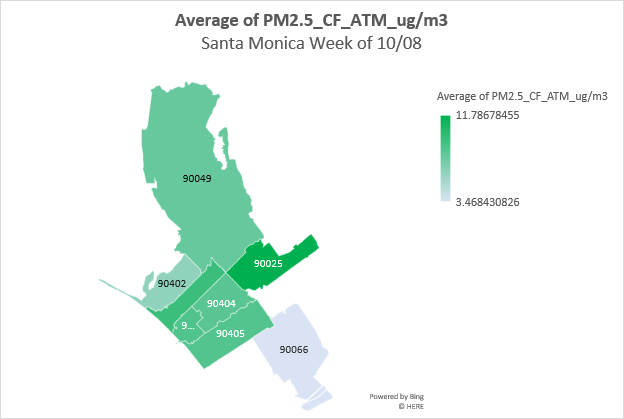 Average of PM2.5_CF_ATM_ug/m3
Santa Monica Week of 10/08
Average of PM2.5_CF_ATM_ug/m3
11.78678455
3.468430826
90049
90025
90402
90404
9...
90405
90066
Powered by Bing
© HERE